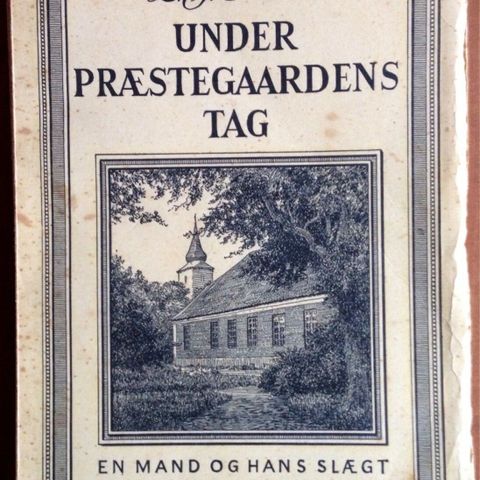 UNDER
PRÆSTEGAARDENS
TAG
EN MAND OG HANS SLÆGT